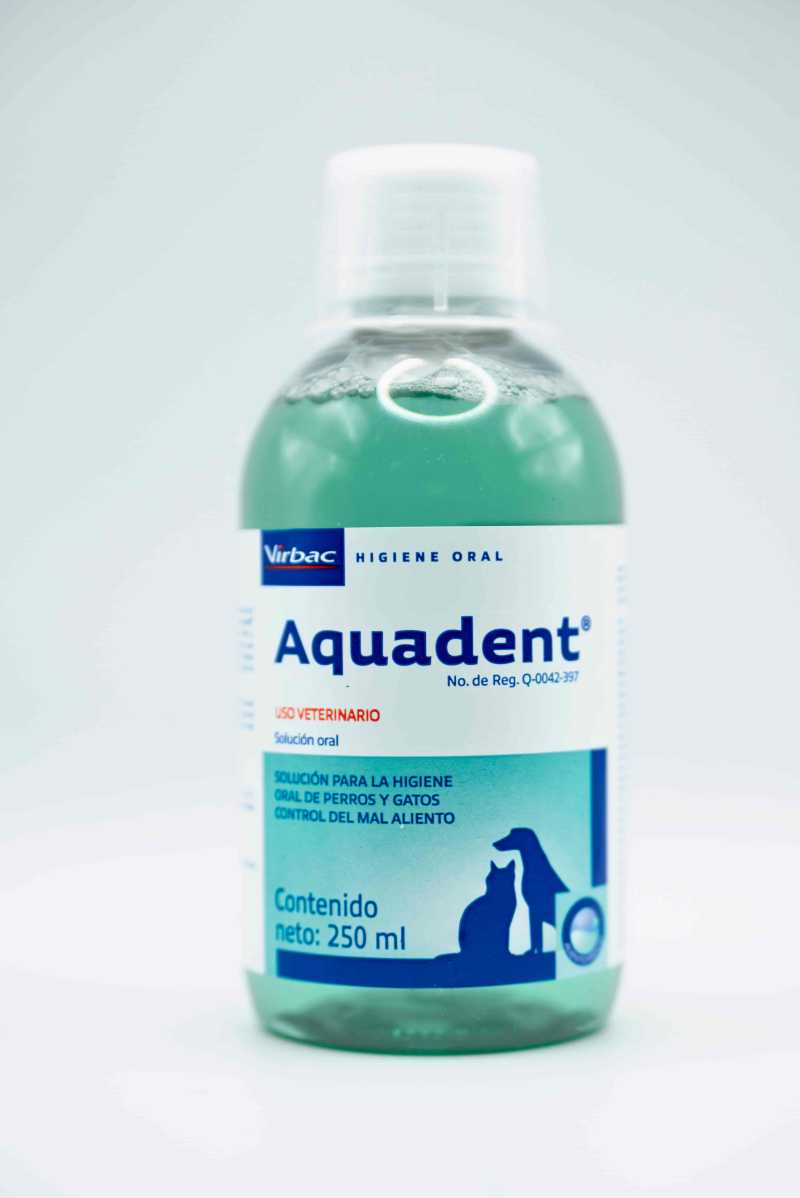 Virbac HIGIENE ORAL
Aquadent®
No. de Reg. Q-0042-397
USO VETERINARIO
Solución oral
SOLUCIÓN PARA LA HIGIENE
ORAL DE PERROS Y GATOS
CONTROL DEL MAL ALIENTO
Contenido
neto: 250 ml